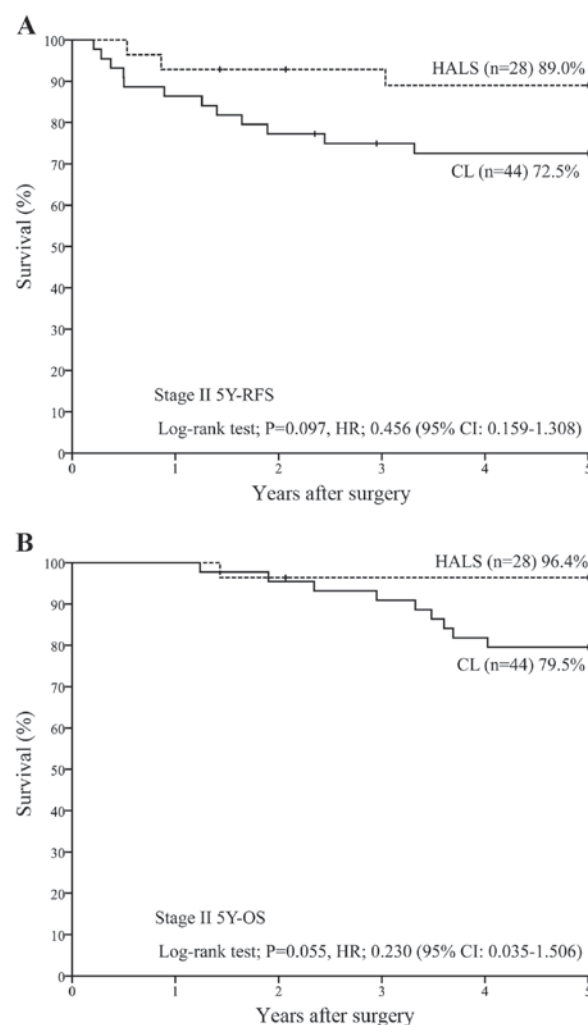 A
100
90
80
70
60
50
40
30
20
10
0
Survival (%)
HALS (n=28) 89.0%
CL (n=44) 72.5%
Stage II 5Y-RFS
Log-rank test; P=0.097, HR; 0.456 (95% CI: 0.159-1.308)
0 1 2 3 4 5
Years after surgery
B
100
90
80
70
60
50
40
30
20
10
0
Survival (%)
HALS (n=28) 96.4%
CL (n=44) 79.5%
Stage II 5Y-OS
Log-rank test; P=0.055, HR; 0.230 (95% CI: 0.035-1.506)
0 1 2 3 4 5
Years after surgery